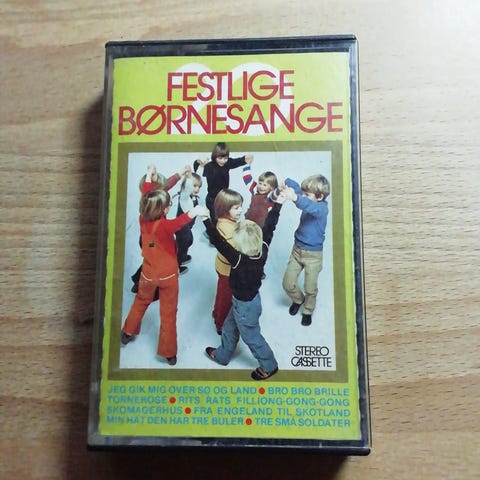 20
FESTLIGE
BØRNESANGE
STEREO
CASSETTE
JEG GIK MIG OVER SØ OG LAND • BRO BRO BRILLE
TORNEROSE • RITS RATS FILLIONG-GONG-GONG
SKOMAGERHUS • FRA ENGELAND TIL SKOTLAND
MIN HAT DEN HAR TRE BULER • TRE SMÅ SOLDATER